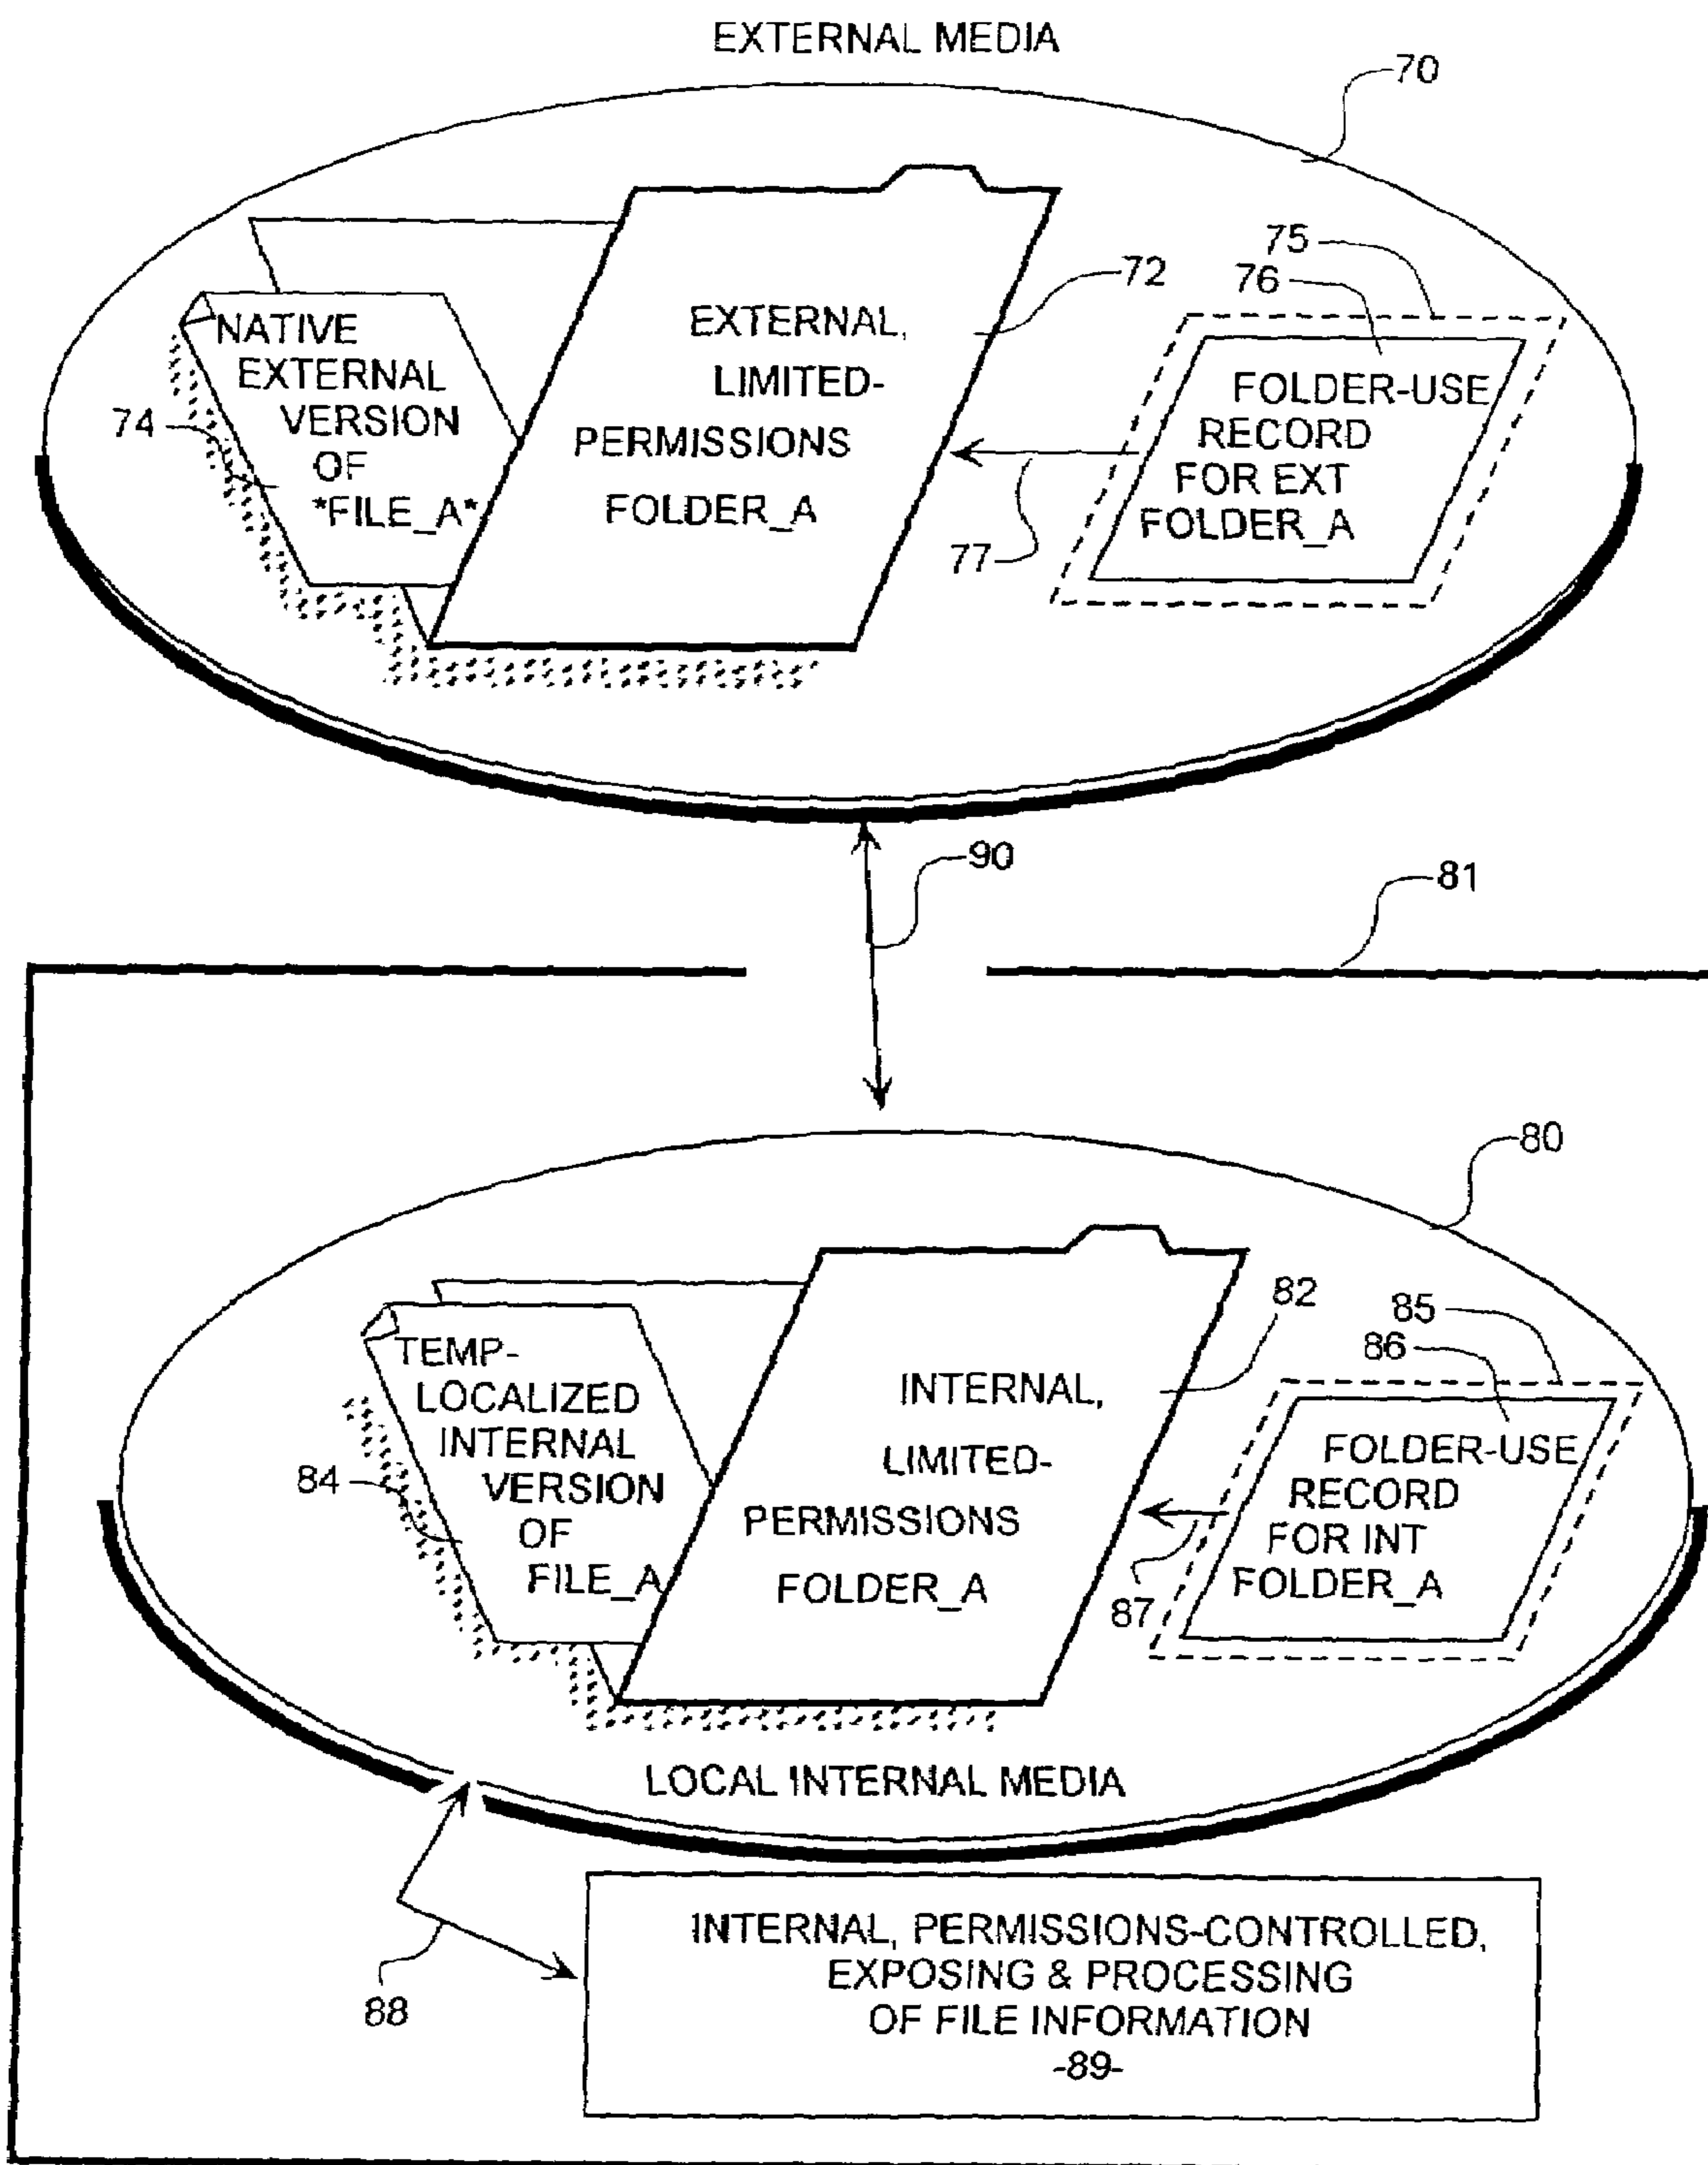 EXTERNAL MEDIA
70
75
76
72
NATIVE
EXTERNAL
VERSION
OF
*FILE_A*
74
EXTERNAL,
LIMITED-
PERMISSIONS
FOLDER_A
FOLDER-USE
RECORD
FOR EXT
FOLDER_A
77
90
81
80
82
85
86
TEMP-
LOCALIZED
INTERNAL
VERSION
OF
FILE_A
84
INTERNAL,
LIMITED-
PERMISSIONS
FOLDER_A
FOLDER-USE
RECORD
FOR INT
FOLDER_A
87
LOCAL INTERNAL MEDIA
88
INTERNAL, PERMISSIONS-CONTROLLED,
EXPOSING & PROCESSING
OF FILE INFORMATION
-89-